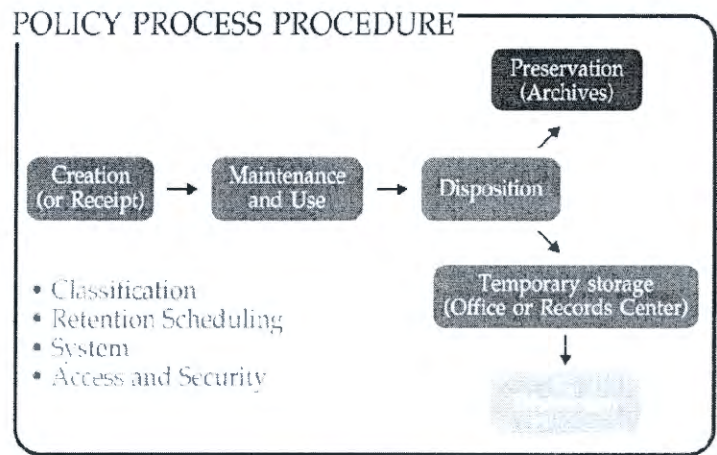 POLICY PROCESS PROCEDURE
Preservation
(Archives)
Creation
(or Receipt)
Maintenance
and Use
Disposition
Temporary storage
(Office or Records Center)
• Classification
• Retention Scheduling
• System
• Access and Security